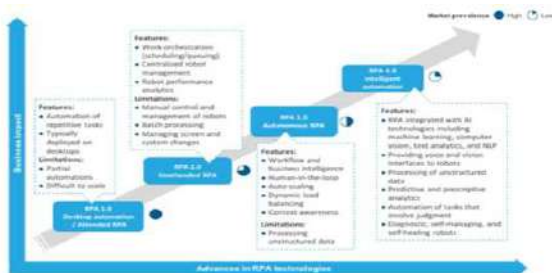 Market prevalence High Low
Business impact
Features:
• Automation of
repetitive tasks
• Typically
deployed on
desktops
Limitations:
• Partial
automations
• Difficult to scale
RPA 1.0
Desktop automation
/ Attended RPA
Features:
• Work orchestration
(scheduling/queuing)
• Centralized robot
management
• Robot performance
analytics
Limitations:
• Manual control and
management of robots
• Batch processing
• Managing screen and
system changes
RPA 2.0
Unattended RPA
RPA 3.0
Autonomous RPA
Features:
• Workflow and
business intelligence
• Human-in-the-loop
• Auto-scaling
• Dynamic load
balancing
• Context awareness
Limitations:
• Processing
unstructured data
RPA 4.0
Intelligent
automation
Features:
• RPA integrated with AI
technologies including
machine learning, computer
vision, text analytics, and NLP
• Providing voice and vision
interfaces to robots
• Processing of unstructured
data
• Predictive and prescriptive
analytics
• Automation of tasks that
involve judgment
• Diagnostic, self-managing, and
self-healing robots
Advances in RPA technologies